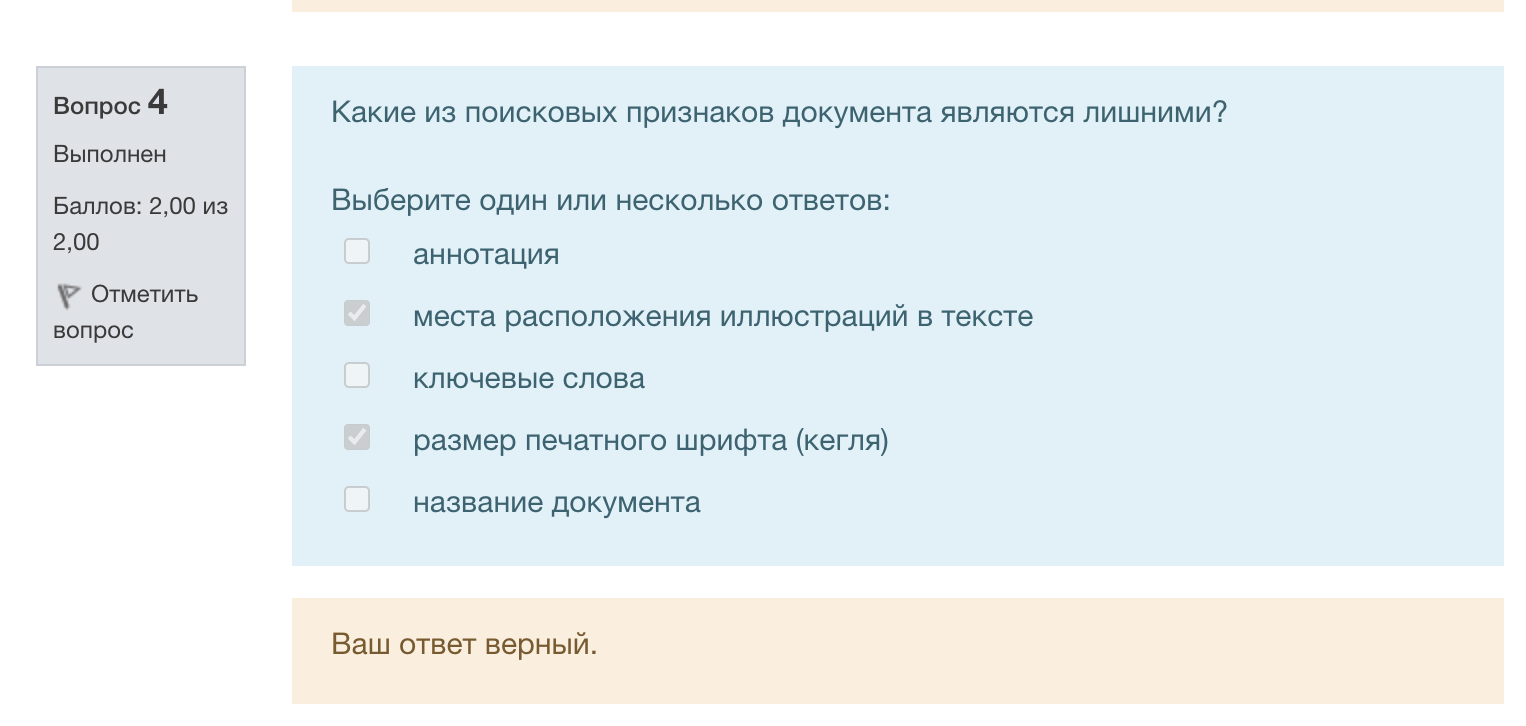 Вопрос 4
Выполнен
Баллов: 2,00 из
2,00
Отметить
вопрос
Какие из поисковых признаков документа являются лишними?
Выберите один или несколько ответов:
аннотация
места расположения иллюстраций в тексте
ключевые слова
размер печатного шрифта (кегля)
название документа
Ваш ответ верный.